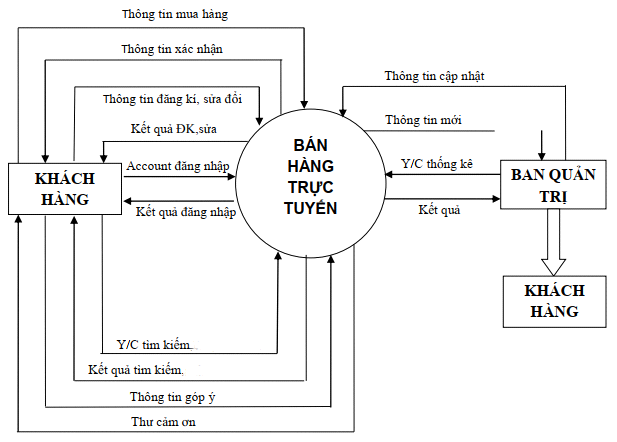 Thông tin mua hàng
Thông tin xác nhận
Thông tin cập nhật
Thông tin đăng kí, sửa đổi
Thông tin mới
Kết quả ĐK,sửa
BÁN
HÀNG
TRỰC
TUYẾN
Account đăng nhập
Y/C thống kê
KHÁCH
HÀNG
BAN QUẢN
TRỊ
Kết quả đăng nhập
Kết quả
KHÁCH
HÀNG
Y/C tìm kiếm,
Kết quả tìm kiếm,
Thông tin góp ý
Thư cảm ơn